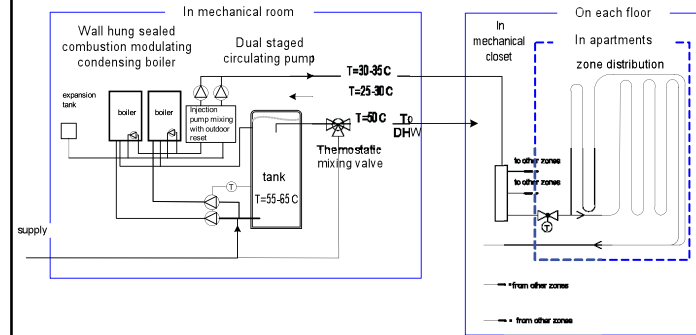 In mechanical room
Wall hung sealed
combustion modulating
condensing boiler
Dual staged
circulating pump
expansion
tank
boiler
boiler
Injection
pump mixing
with outdoor
reset
T=30-35 C
T=25-30 C
T=50 C
To
DHW
Thermostatic
mixing valve
T
tank
T=55-65 C
supply
On each floor
In
mechanical
closet
In apartments
zone distribution
to other zones
to other zones
T
from other zones
from other zones